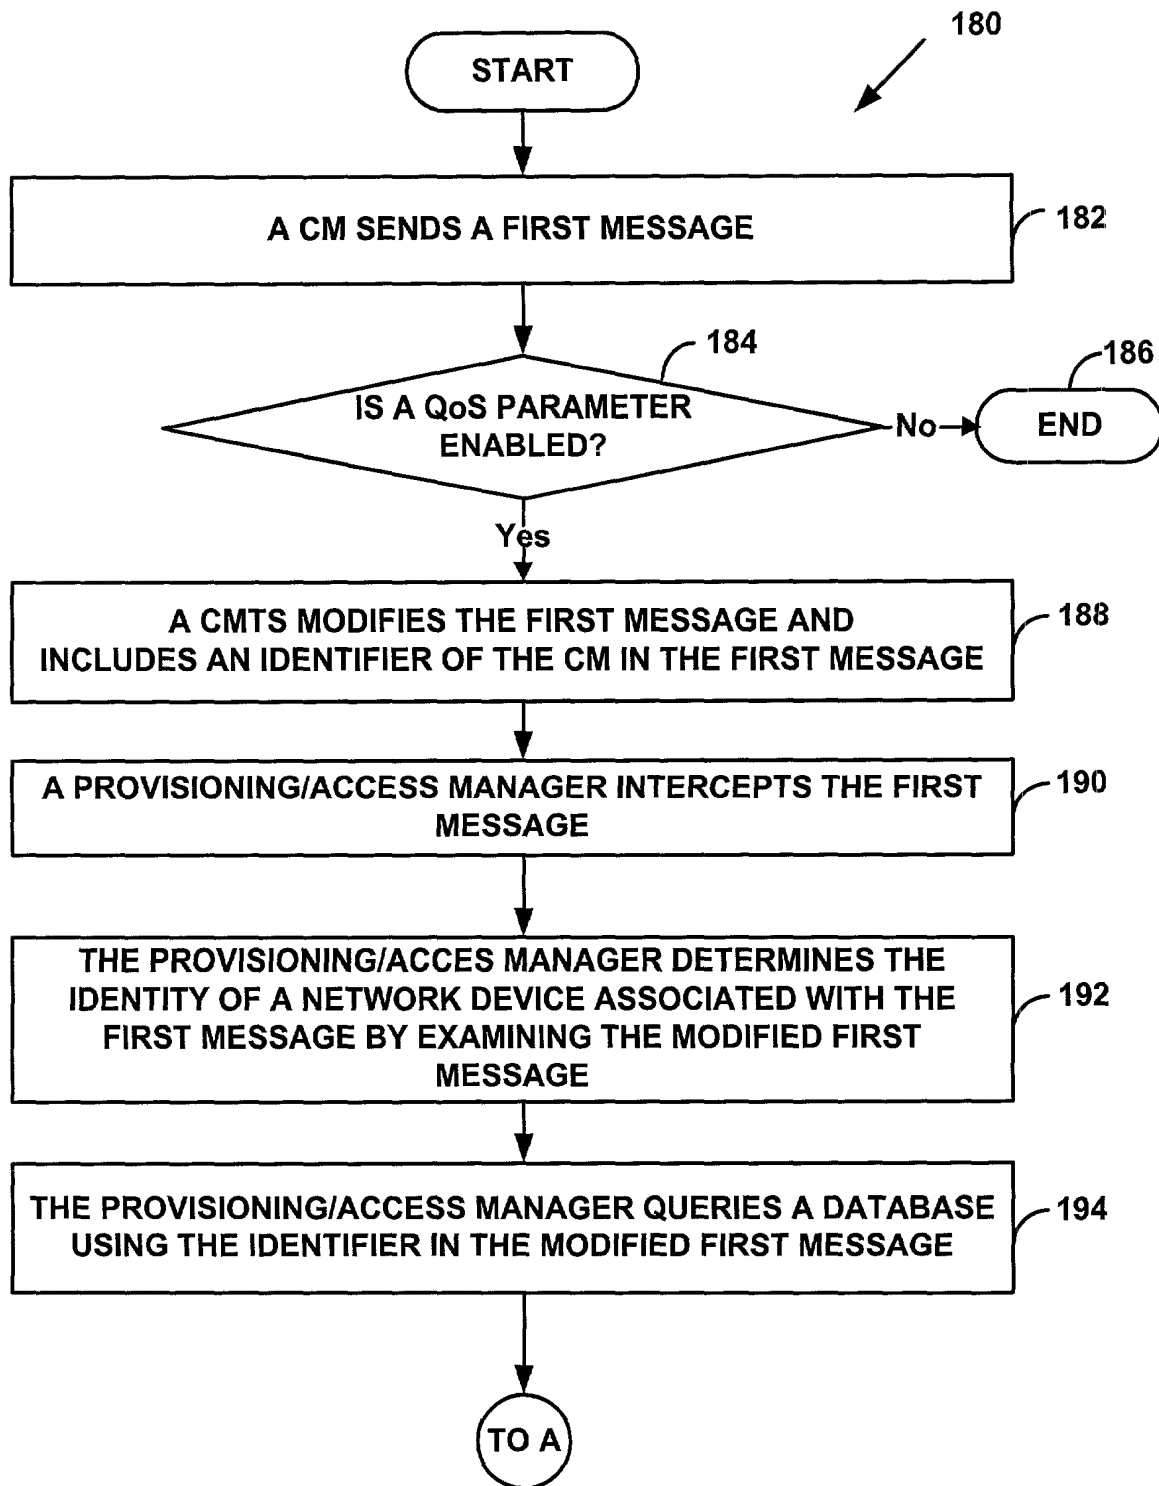 180
START
A CM SENDS A FIRST MESSAGE
182
184
IS A QoS PARAMETER
ENABLED?
No
186
END
Yes
A CMTS MODIFIES THE FIRST MESSAGE AND
INCLUDES AN IDENTIFIER OF THE CM IN THE FIRST MESSAGE
188
A PROVISIONING/ACCESS MANAGER INTERCEPTS THE FIRST
MESSAGE
190
THE PROVISIONING/ACCES MANAGER DETERMINES THE
IDENTITY OF A NETWORK DEVICE ASSOCIATED WITH THE
FIRST MESSAGE BY EXAMINING THE MODIFIED FIRST
MESSAGE
192
THE PROVISIONING/ACCESS MANAGER QUERIES A DATABASE
USING THE IDENTIFIER IN THE MODIFIED FIRST MESSAGE
194
TO A